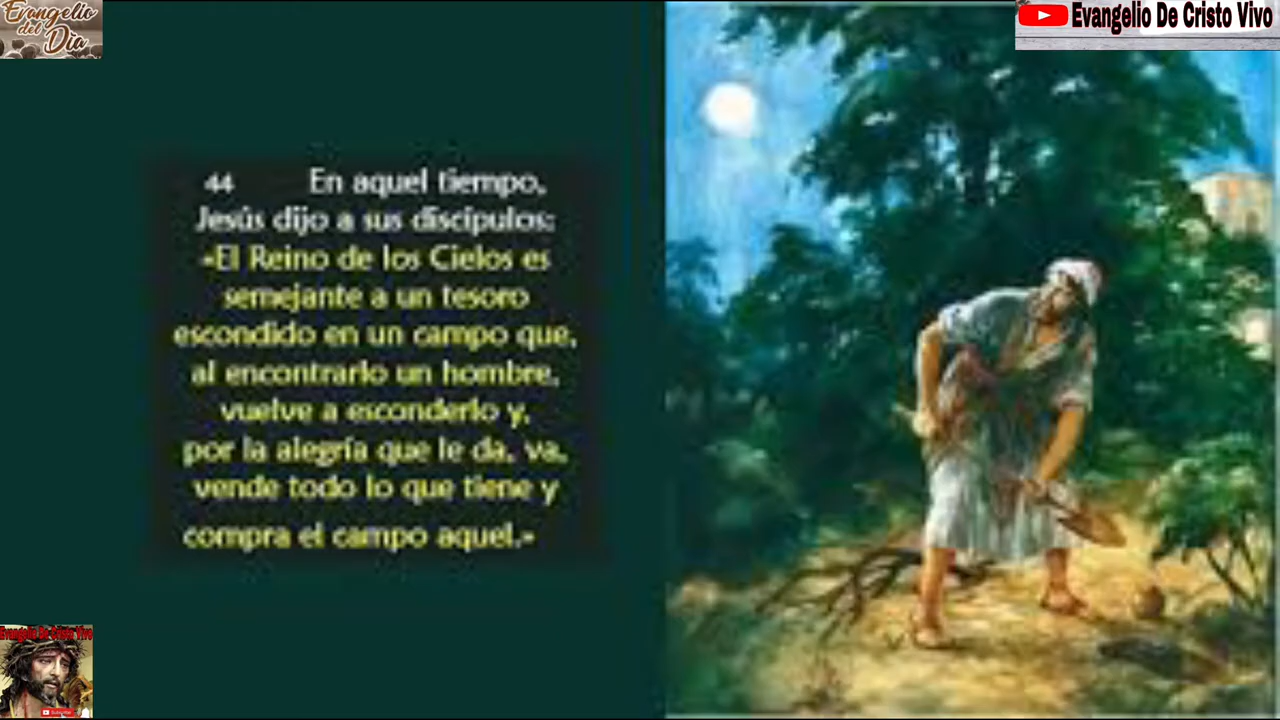 Evangelio
del
Día
Evangelio De Cristo Vivo
44 En aquel tiempo,
Jesús dijo a sus discípulos:
«El Reino de los Cielos es
semejante a un tesoro
escondido en un campo que,
al encontrarlo un hombre,
vuelve a esconderlo y,
por la alegría que le da, va,
vende todo lo que tiene y
compra el campo aquel.»
Evangelio De Cristo Vivo